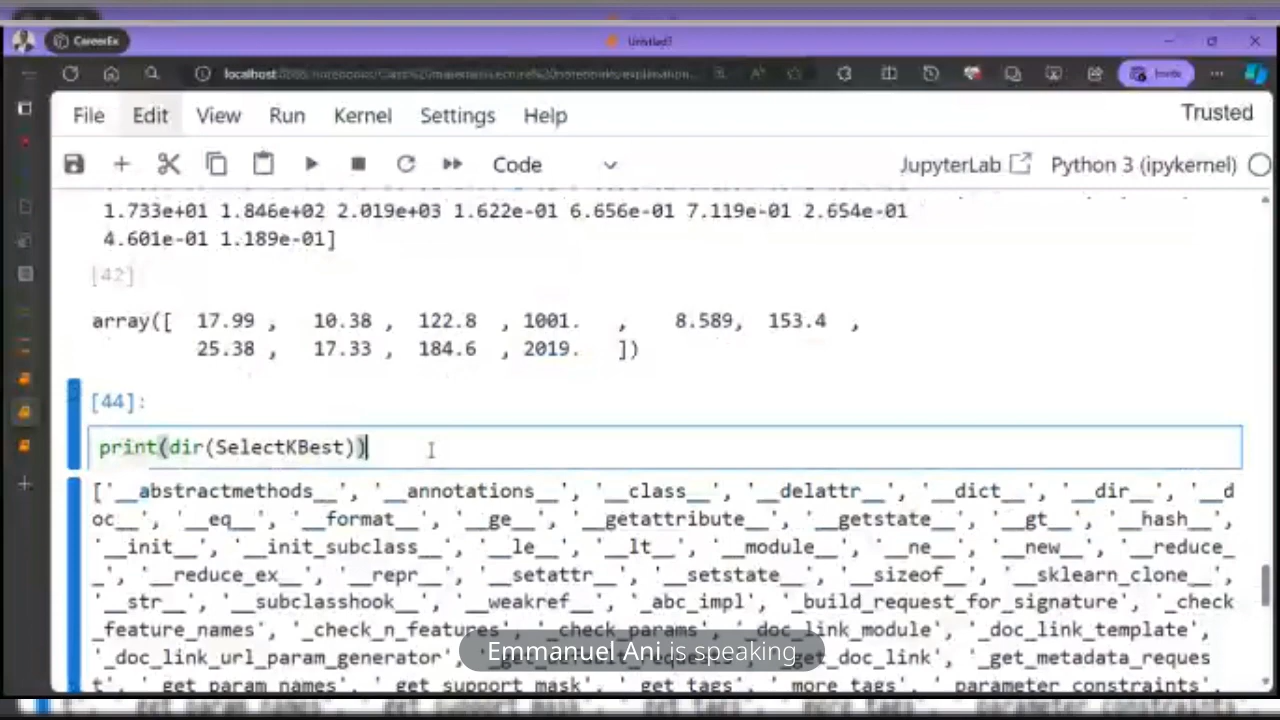 CareerEx
Untitled7
localhost
Invite
File Edit View Run Kernel Settings Help
Trusted
Code
JupyterLab
Python 3 (ipykernel)
1.733e+01 1.846e+02 2.019e+03 1.622e-01 6.656e-01 7.119e-01 2.654e-01
4.601e-01 1.189e-01]
[42]
array([ 17.99 , 10.38 , 122.8 , 1001. , 8.589, 153.4 ,
25.38 , 17.33 , 184.6 , 2019. ])
[44]:
print(dir(SelectKBest))
['__abstractmethods__', '__annotations__', '__class__', '__delattr__', '__dict__', '__dir__', '__d
oc__', '__eq__', '__format__', '__ge__', '__getattribute__', '__getstate__', '__gt__', '__hash__',
'__init__', '__init_subclass__', '__le__', '__lt__', '__module__', '__ne__', '__new__', '__reduce_
_', '__reduce_ex__', '__repr__', '__setattr__', '__setstate__', '__sizeof__', '__sklearn_clone__',
'__str__', '__subclasshook__', '__weakref__', '_abc_impl', '_build_request_for_signature', '_check
_feature_names', '_check_n_features', '_check_params', '_doc_link_module', '_doc_link_template',
'_doc_link_url_param_generator', '_get_doc_link', '_get_metadata_reques
t', '_get_param_names', '_get_support_mask', '_get_tags', '_more_tags', '_parameter_constraints',
Emmanuel Ani is speaking